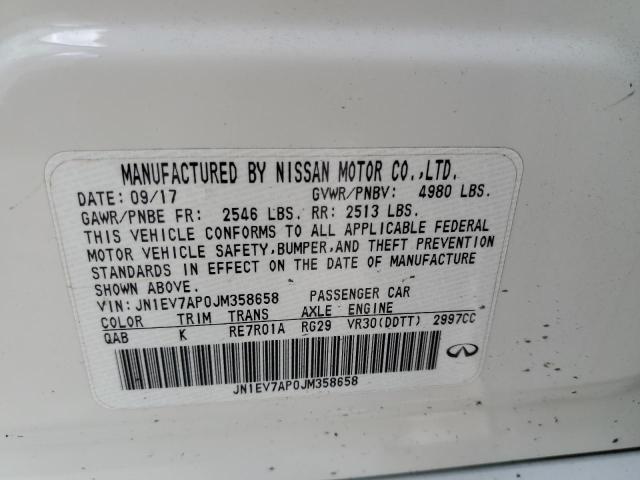 MANUFACTURED BY NISSAN MOTOR CO.,LTD.
DATE: 09/17 GVWR/PNBV: 4980 LBS.
GAWR/PNBE FR: 2546 LBS. RR: 2513 LBS.
THIS VEHICLE CONFORMS TO ALL APPLICABLE FEDERAL
MOTOR VEHICLE SAFETY,BUMPER,AND THEFT PREVENTION
STANDARDS IN EFFECT ON THE DATE OF MANUFACTURE
SHOWN ABOVE.
VIN: JN1EV7AP0JM358658 PASSENGER CAR
COLOR TRIM TRANS AXLE ENGINE
QAB K RE7R01A RG29 VR30(DDTT) 2997CC
JN1EV7AP0JM358658